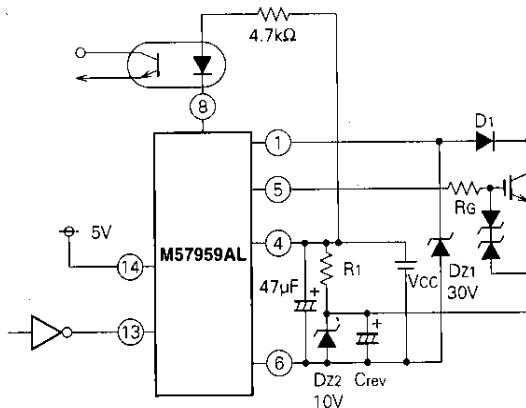 4.7kΩ
8
1
D1
5
RG
5V
M57959AL
4
14
R1
VCC
DZ1
30V
47μF
+
+
13
6
DZ2
Crev
10V